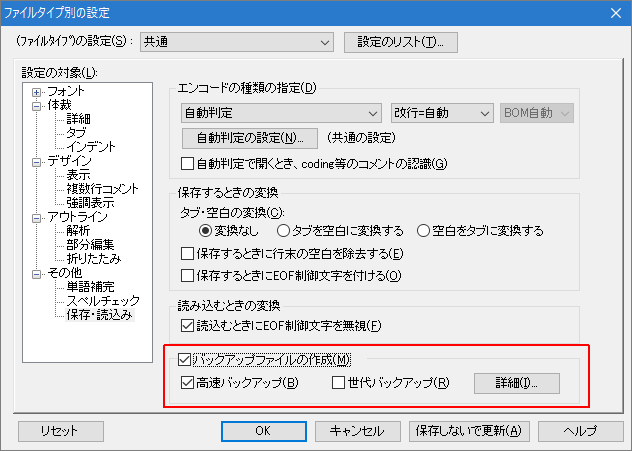 ファイルタイプ別の設定
(ファイルタイプ)の設定(S): 共通 設定のリスト(T)...
設定の対象(L):
フォント
体裁
詳細
タブ
インデント
デザイン
表示
複数行コメント
強調表示
アウトライン
解析
部分編集
折りたたみ
その他
単語補完
スペルチェック
保存・読込み
エンコードの種類の指定(D)
自動判定 改行=自動 BOM自動
自動判定の設定(N)... (共通の設定)
自動判定で開くとき、coding等のコメントの認識(G)
保存するときの変換
タブ・空白の変換(C):
変換なし タブを空白に変換する 空白をタブに変換する
保存するときに行末の空白を除去する(E)
保存するときにEOF制御文字を付ける(O)
読み込むときの変換
読込むときにEOF制御文字を無視(F)
バックアップファイルの作成(M)
高速バックアップ(B) 世代バックアップ(R) 詳細(I)...
リセット OK キャンセル 保存しないで更新(A) ヘルプ